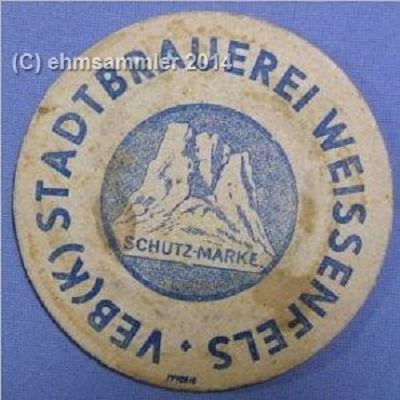 (C) ehmsammler 2014
VEB(K) STADTBRAUEREI WEISSENFELS
SCHUTZ-MARKE